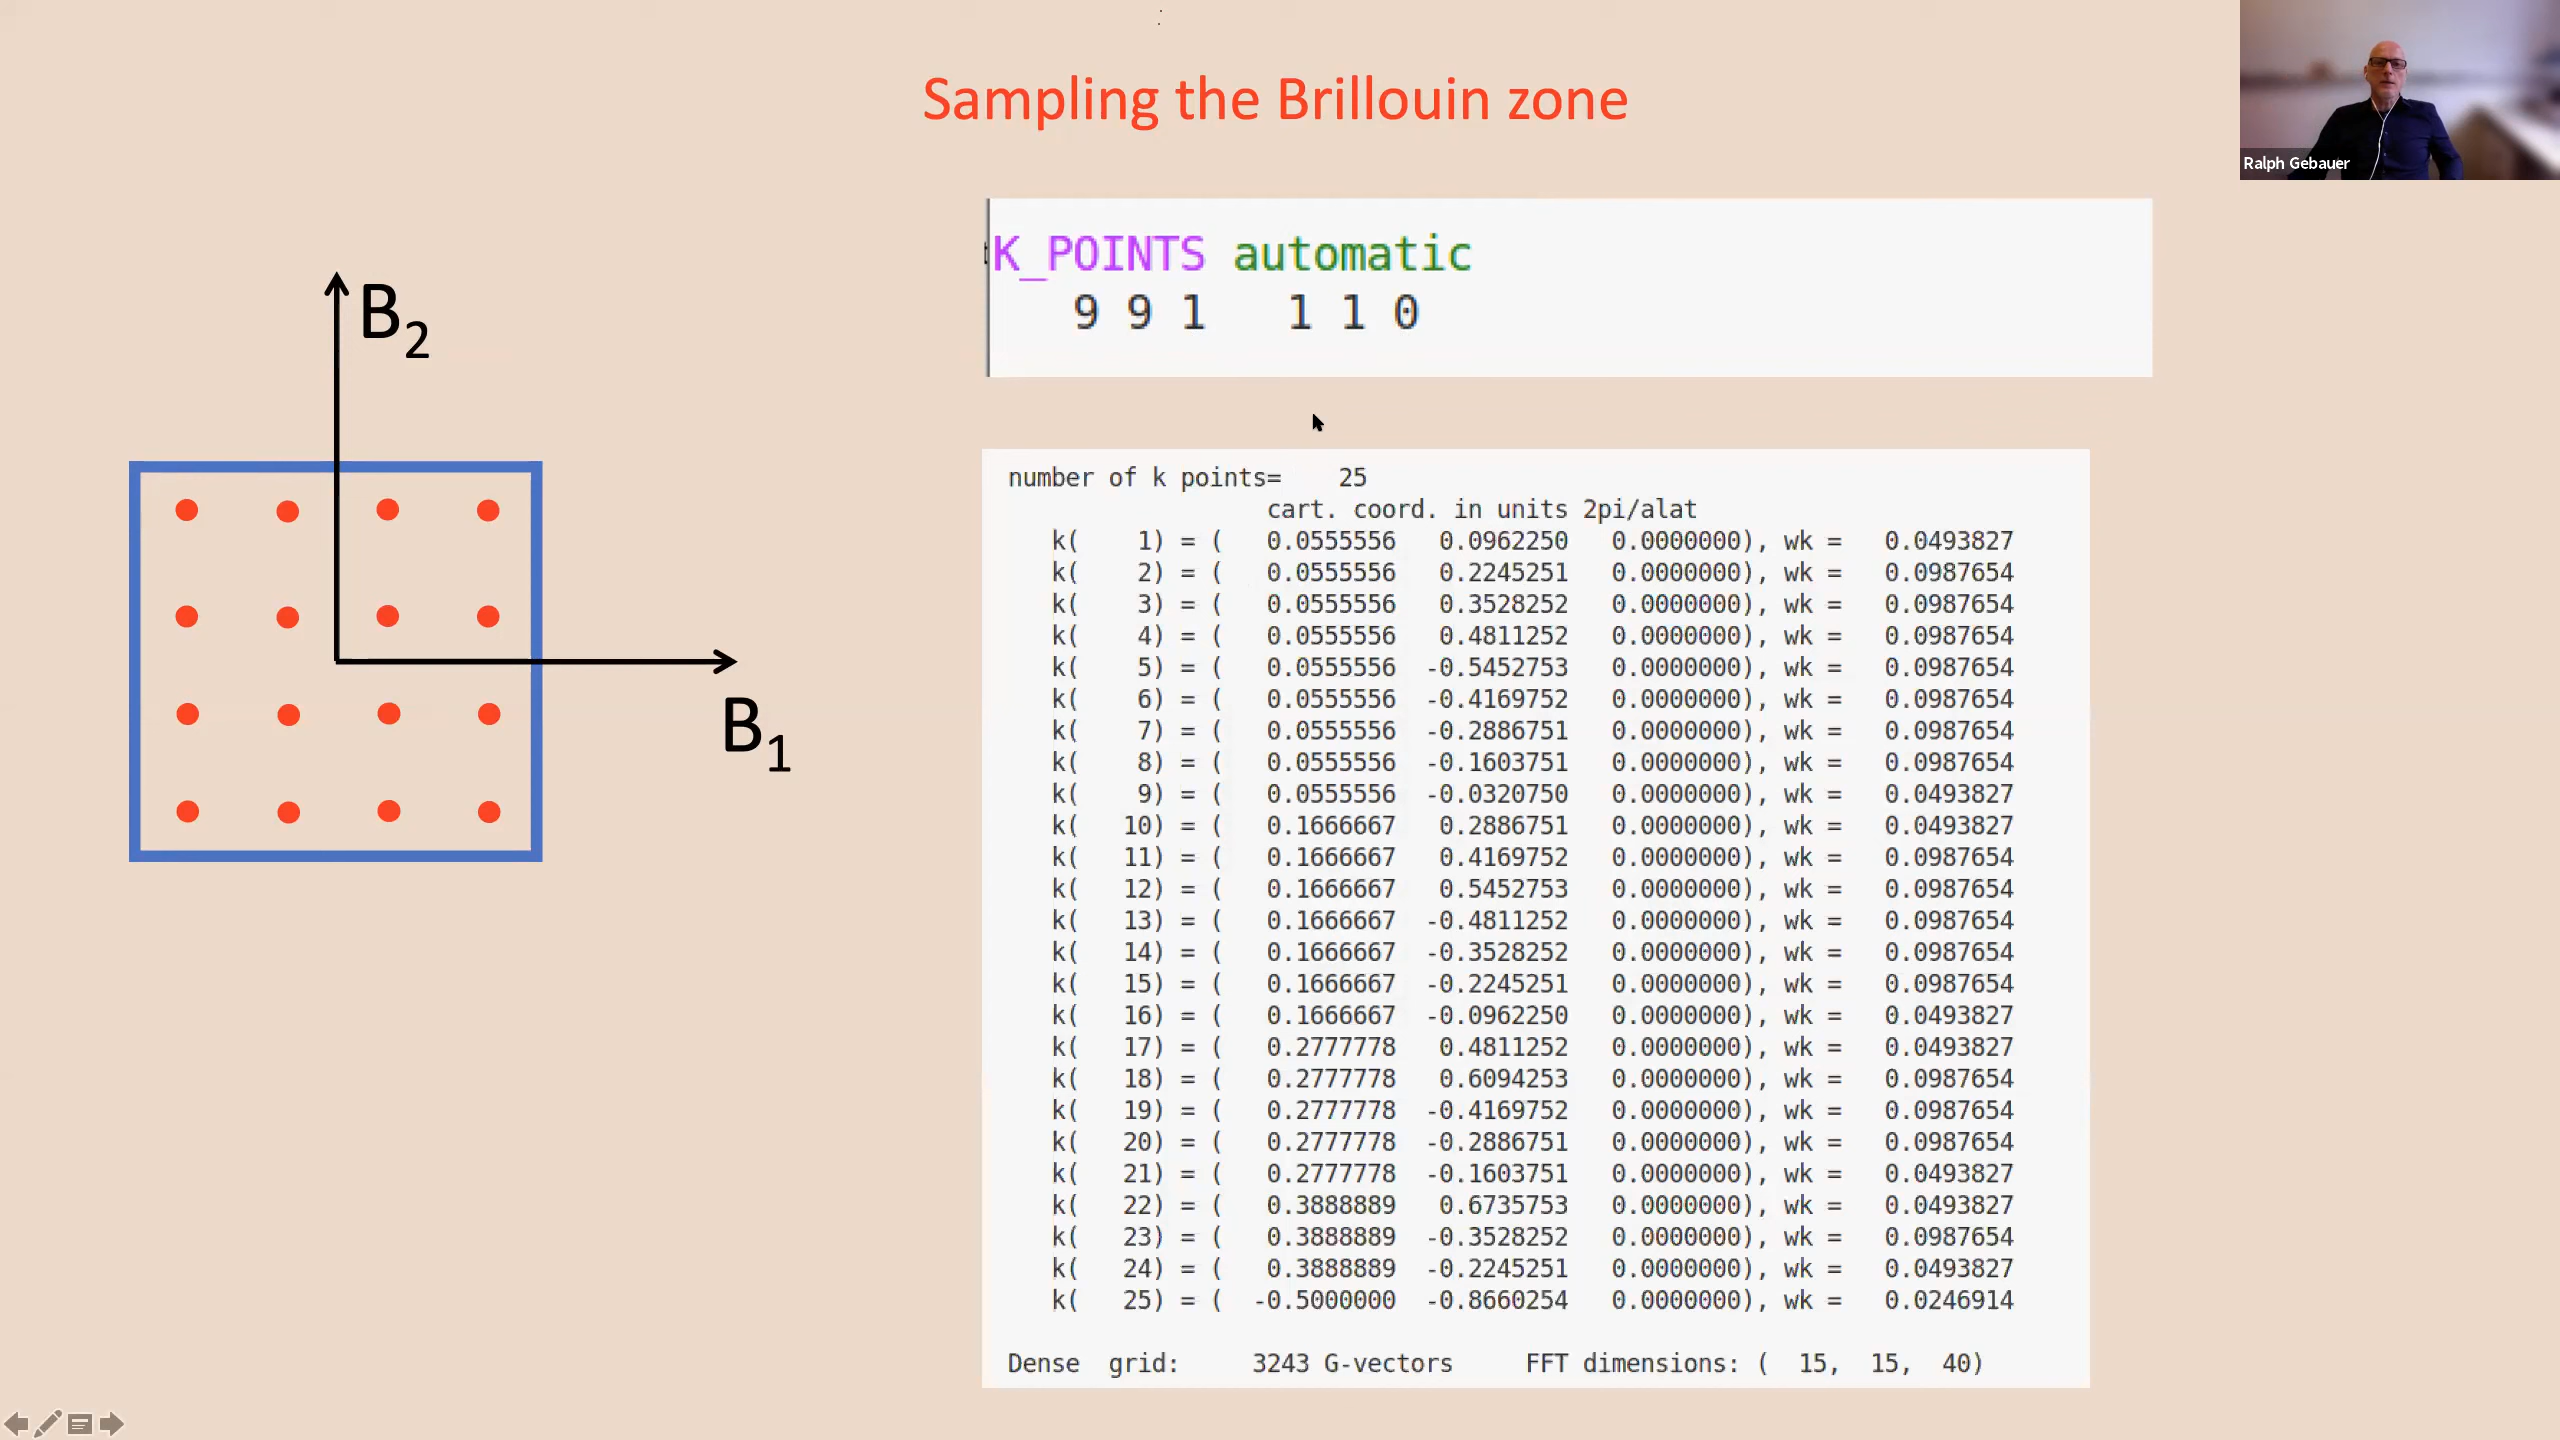 Sampling the Brillouin zone
Ralph Gebauer
B2
B1
K_POINTS automatic
9 9 1 1 1 0
number of k points= 25
cart. coord. in units 2pi/alat
k( 1) = ( 0.0555556 0.0962250 0.0000000), wk = 0.0493827
k( 2) = ( 0.0555556 0.2245251 0.0000000), wk = 0.0987654
k( 3) = ( 0.0555556 0.3528252 0.0000000), wk = 0.0987654
k( 4) = ( 0.0555556 0.4811252 0.0000000), wk = 0.0987654
k( 5) = ( 0.0555556 -0.5452753 0.0000000), wk = 0.0987654
k( 6) = ( 0.0555556 -0.4169752 0.0000000), wk = 0.0987654
k( 7) = ( 0.0555556 -0.2886751 0.0000000), wk = 0.0987654
k( 8) = ( 0.0555556 -0.1603751 0.0000000), wk = 0.0987654
k( 9) = ( 0.0555556 -0.0320750 0.0000000), wk = 0.0493827
k( 10) = ( 0.1666667 0.2886751 0.0000000), wk = 0.0493827
k( 11) = ( 0.1666667 0.4169752 0.0000000), wk = 0.0987654
k( 12) = ( 0.1666667 0.5452753 0.0000000), wk = 0.0987654
k( 13) = ( 0.1666667 -0.4811252 0.0000000), wk = 0.0987654
k( 14) = ( 0.1666667 -0.3528252 0.0000000), wk = 0.0987654
k( 15) = ( 0.1666667 -0.2245251 0.0000000), wk = 0.0987654
k( 16) = ( 0.1666667 -0.0962250 0.0000000), wk = 0.0493827
k( 17) = ( 0.2777778 0.4811252 0.0000000), wk = 0.0493827
k( 18) = ( 0.2777778 0.6094253 0.0000000), wk = 0.0987654
k( 19) = ( 0.2777778 -0.4169752 0.0000000), wk = 0.0987654
k( 20) = ( 0.2777778 -0.2886751 0.0000000), wk = 0.0987654
k( 21) = ( 0.2777778 -0.1603751 0.0000000), wk = 0.0493827
k( 22) = ( 0.3888889 0.6735753 0.0000000), wk = 0.0493827
k( 23) = ( 0.3888889 -0.3528252 0.0000000), wk = 0.0987654
k( 24) = ( 0.3888889 -0.2245251 0.0000000), wk = 0.0493827
k( 25) = ( -0.5000000 -0.8660254 0.0000000), wk = 0.0246914
Dense grid: 3243 G-vectors FFT dimensions: ( 15, 15, 40)